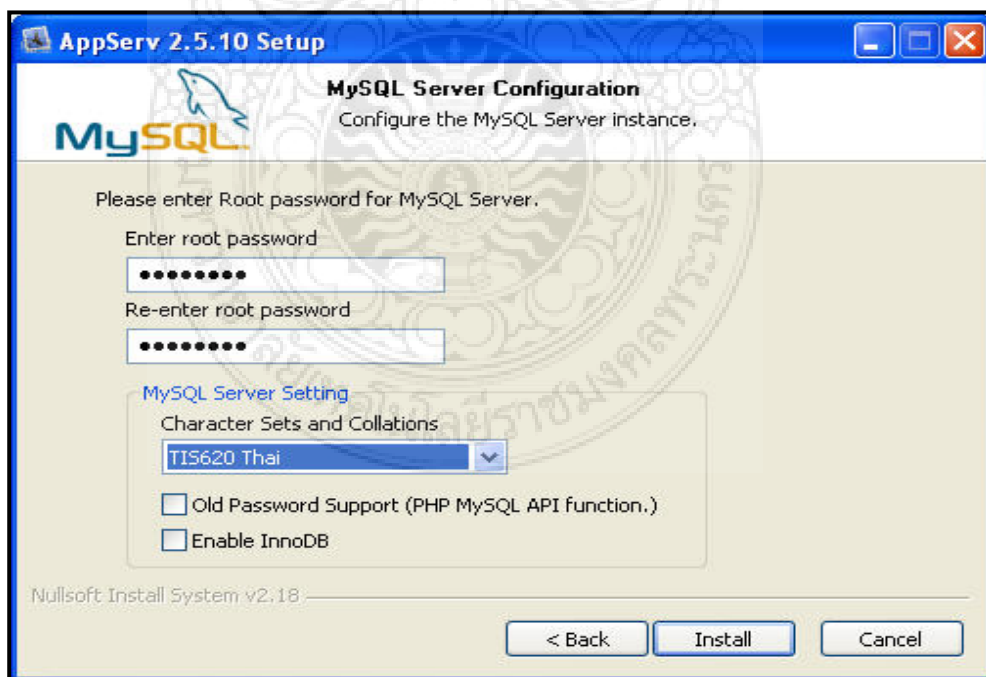 AppServ 2.5.10 Setup
MySQL Server Configuration
Configure the MySQL Server instance.
MySQL
Please enter Root password for MySQL Server.
Enter root password
••••••••
Re-enter root password
••••••••
MySQL Server Setting
Character Sets and Collations
TIS620 Thai
Old Password Support (PHP MySQL API function.)
Enable InnoDB
Nullsoft Install System v2.18
< Back
Install
Cancel